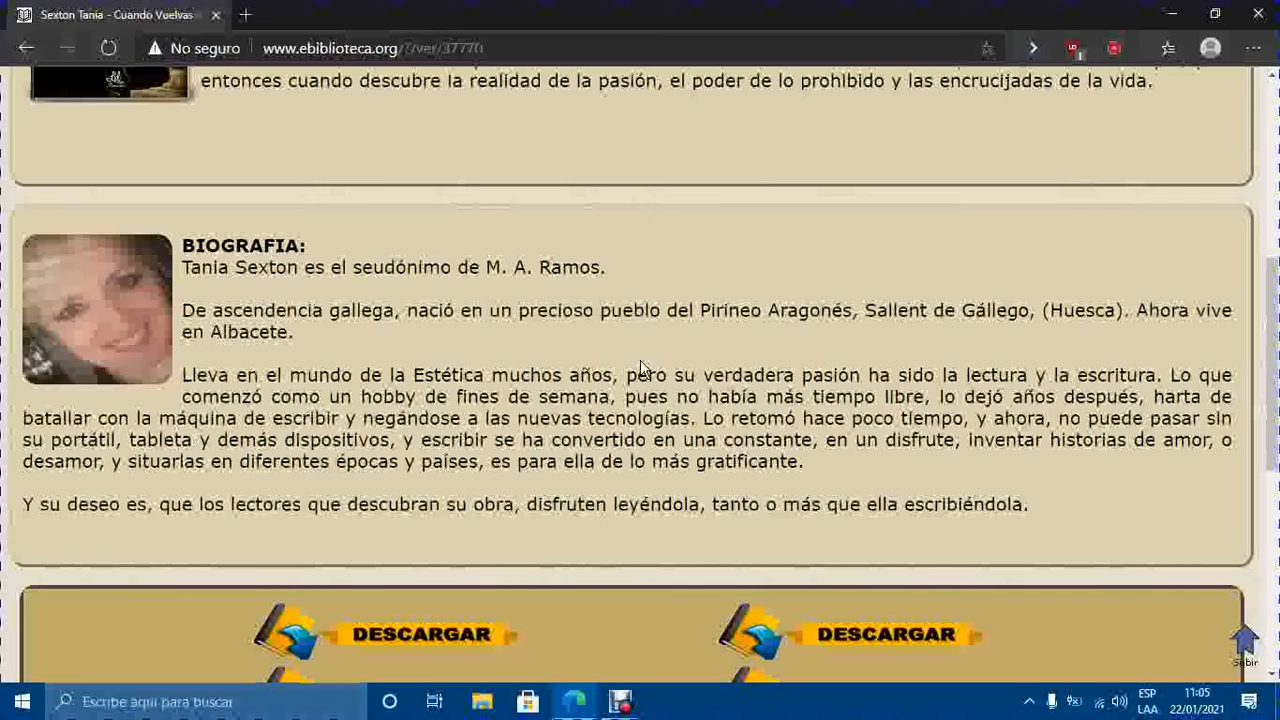 Sexton Tania - Cuando Vuelvas
No seguro
www.ebiblioteca.org/?/ver/37770
entonces cuando descubre la realidad de la pasión, el poder de lo prohibido y las encrucijadas de la vida.
BIOGRAFIA:
Tania Sexton es el seudónimo de M. A. Ramos.
De ascendencia gallega, nació en un precioso pueblo del Pirineo Aragonés, Sallent de Gállego, (Huesca). Ahora vive
en Albacete.
Lleva en el mundo de la Estética muchos años, pero su verdadera pasión ha sido la lectura y la escritura. Lo que
comenzó como un hobby de fines de semana, pues no había más tiempo libre, lo dejó años después, harta de
batallar con la máquina de escribir y negándose a las nuevas tecnologías. Lo retomó hace poco tiempo, y ahora, no puede pasar sin
su portátil, tableta y demás dispositivos, y escribir se ha convertido en una constante, en un disfrute, inventar historias de amor, o
desamor, y situarlas en diferentes épocas y países, es para ella de lo más gratificante.
Y su deseo es, que los lectores que descubran su obra, disfruten leyéndola, tanto o más que ella escribiéndola.
DESCARGAR
DESCARGAR
Subir
Escribe aquí para buscar
ESP
LAA
11:05
22/01/2021